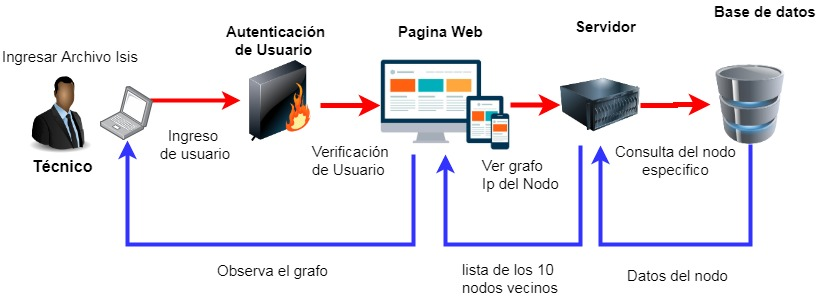 Ingresar Archivo Isis
Técnico
Ingreso
de usuario
Autenticación
de Usuario
Verificación
de Usuario
Pagina Web
Ver grafo
Ip del Nodo
Servidor
Consulta del nodo
especifico
Base de datos
Observa el grafo
lista de los 10
nodos vecinos
Datos del nodo